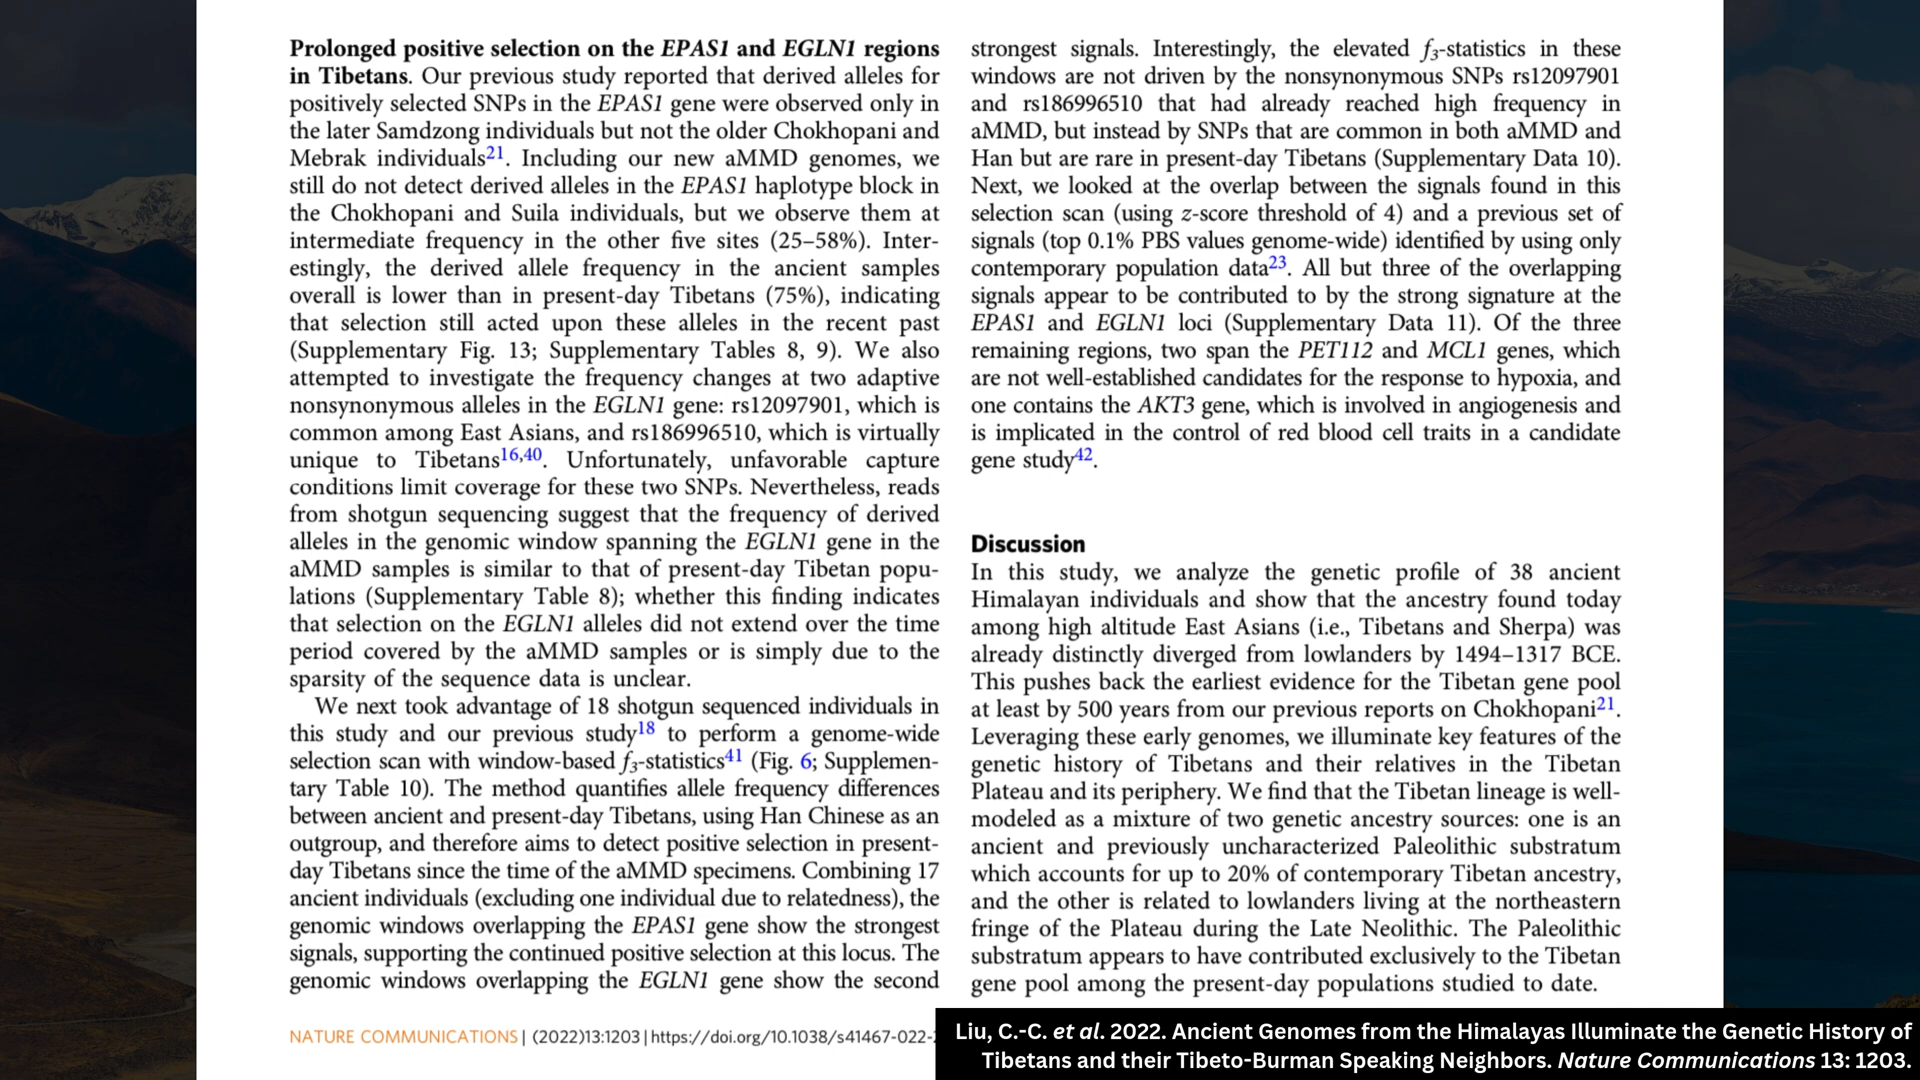 Prolonged positive selection on the EPAS1 and EGLN1 regions
in Tibetans. Our previous study reported that derived alleles for
positively selected SNPs in the EPAS1 gene were observed only in
the later Samdzong individuals but not the older Chokhopani and
Mebrak individuals21. Including our new aMMD genomes, we
still do not detect derived alleles in the EPAS1 haplotype block in
the Chokhopani and Suila individuals, but we observe them at
intermediate frequency in the other five sites (25–58%). Inter-
estingly, the derived allele frequency in the ancient samples
overall is lower than in present-day Tibetans (75%), indicating
that selection still acted upon these alleles in the recent past
(Supplementary Fig. 13; Supplementary Tables 8, 9). We also
attempted to investigate the frequency changes at two adaptive
nonsynonymous alleles in the EGLN1 gene: rs12097901, which is
common among East Asians, and rs186996510, which is virtually
unique to Tibetans16,40. Unfortunately, unfavorable capture
conditions limit coverage for these two SNPs. Nevertheless, reads
from shotgun sequencing suggest that the frequency of derived
alleles in the genomic window spanning the EGLN1 gene in the
aMMD samples is similar to that of present-day Tibetan popu-
lations (Supplementary Table 8); whether this finding indicates
that selection on the EGLN1 alleles did not extend over the time
period covered by the aMMD samples or is simply due to the
sparsity of the sequence data is unclear.
We next took advantage of 18 shotgun sequenced individuals in
this study and our previous study18 to perform a genome-wide
selection scan with window-based f3-statistics41 (Fig. 6; Supplemen-
tary Table 10). The method quantifies allele frequency differences
between ancient and present-day Tibetans, using Han Chinese as an
outgroup, and therefore aims to detect positive selection in present-
day Tibetans since the time of the aMMD specimens. Combining 17
ancient individuals (excluding one individual due to relatedness), the
genomic windows overlapping the EPAS1 gene show the strongest
signals, supporting the continued positive selection at this locus. The
genomic windows overlapping the EGLN1 gene show the second
strongest signals. Interestingly, the elevated f3-statistics in these
windows are not driven by the nonsynonymous SNPs rs12097901
and rs186996510 that had already reached high frequency in
aMMD, but instead by SNPs that are common in both aMMD and
Han but are rare in present-day Tibetans (Supplementary Data 10).
Next, we looked at the overlap between the signals found in this
selection scan (using z-score threshold of 4) and a previous set of
signals (top 0.1% PBS values genome-wide) identified by using only
contemporary population data23. All but three of the overlapping
signals appear to be contributed to by the strong signature at the
EPAS1 and EGLN1 loci (Supplementary Data 11). Of the three
remaining regions, two span the PET112 and MCL1 genes, which
are not well-established candidates for the response to hypoxia, and
one contains the AKT3 gene, which is involved in angiogenesis and
is implicated in the control of red blood cell traits in a candidate
gene study42.
Discussion
In this study, we analyze the genetic profile of 38 ancient
Himalayan individuals and show that the ancestry found today
among high altitude East Asians (i.e., Tibetans and Sherpa) was
already distinctly diverged from lowlanders by 1494–1317 BCE.
This pushes back the earliest evidence for the Tibetan gene pool
at least by 500 years from our previous reports on Chokhopani21.
Leveraging these early genomes, we illuminate key features of the
genetic history of Tibetans and their relatives in the Tibetan
Plateau and its periphery. We find that the Tibetan lineage is well-
modeled as a mixture of two genetic ancestry sources: one is an
ancient and previously uncharacterized Paleolithic substratum
which accounts for up to 20% of contemporary Tibetan ancestry,
and the other is related to lowlanders living at the northeastern
fringe of the Plateau during the Late Neolithic. The Paleolithic
substratum appears to have contributed exclusively to the Tibetan
gene pool among the present-day populations studied to date.
NATURE COMMUNICATIONS | (2022)13:1203 | https://doi.org/10.1038/s41467-022-
Liu, C.-C. et al. 2022. Ancient Genomes from the Himalayas Illuminate the Genetic History of
Tibetans and their Tibeto-Burman Speaking Neighbors. Nature Communications 13: 1203.